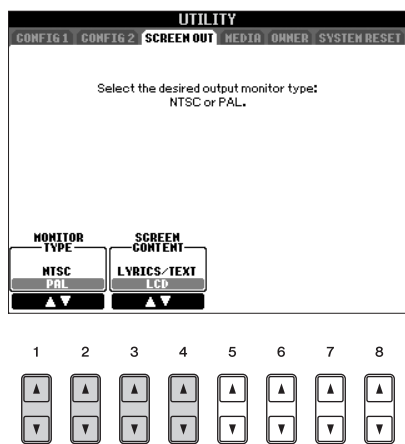 UTILITY
CONFIG 1 CONFIG 2 SCREEN OUT MEDIA OWNER SYSTEM RESET
Select the desired output monitor type:
NTSC or PAL.
MONITOR TYPE
NTSC
PAL
SCREEN CONTENT
LYRICS/TEXT
LCD
1 2 3 4 5 6 7 8